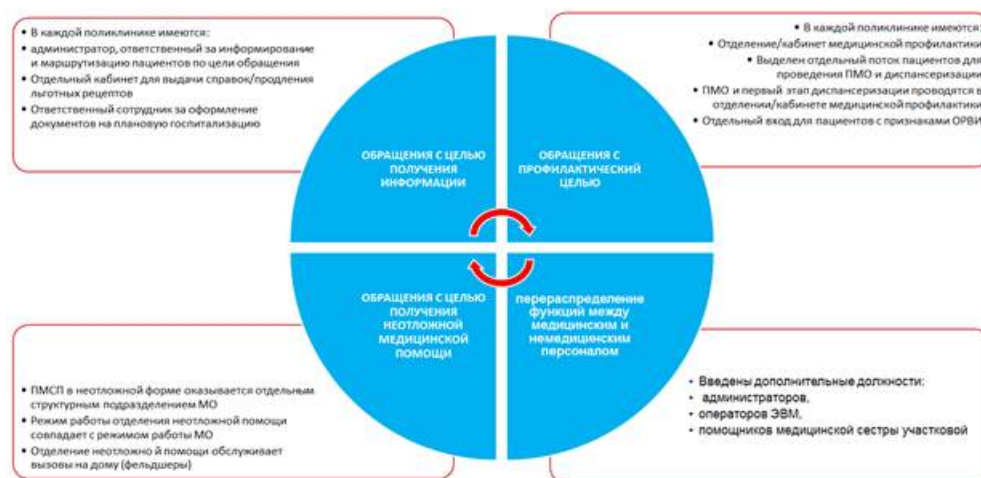 • В каждой поликлинике имеются:
• администратор, ответственный за информирование
и маршрутизацию пациентов по цели обращения
• Отдельный кабинет для выдачи справок/продления
льготных рецептов
• Ответственный сотрудник за оформление
документов на плановую госпитализацию
• В каждой поликлинике имеются:
• Отделение/кабинет медицинской профилактики
• Выделен отдельный поток пациентов для
проведения ПМО и диспансеризации
• ПМО и первый этап диспансеризации проводятся в
отделении/кабинете медицинской профилактики
• Отдельный вход для пациентов с признаками ОРВИ
ОБРАЩЕНИЯ С ЦЕЛЬЮ
ПОЛУЧЕНИЯ
ИНФОРМАЦИИ
ОБРАЩЕНИЯ С
ПРОФИЛАКТИЧЕСКИЙ
ЦЕЛЬЮ
ОБРАЩЕНИЯ С ЦЕЛЬЮ
ПОЛУЧЕНИЯ
НЕОТЛОЖНОЙ
МЕДИЦИНСКОЙ
ПОМОЩИ
перераспределение
функций между
медицинским и
немедицинским
персоналом
• ПМСП в неотложной форме оказывается отдельным
структурным подразделением МО
• Режим работы отделения неотложной помощи
совпадает с режимом работы МО
• Отделение неотложно й помощи обслуживает
вызовы на дому (фельдшеры)
• Введены дополнительные должности:
• администраторов,
• операторов ЭВМ,
• помощников медицинской сестры участковой